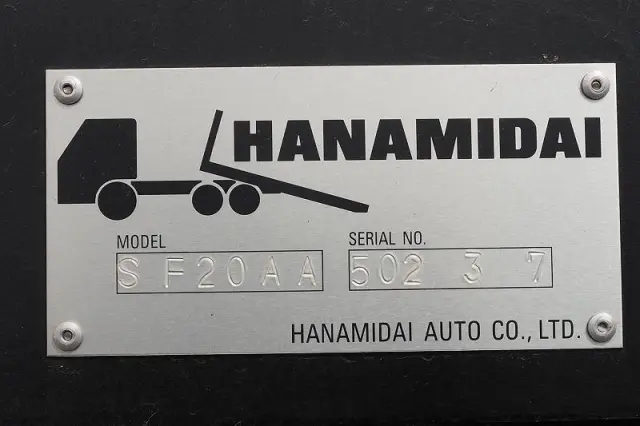 HANAMIDAI
MODEL
SF20AA
SERIAL NO.
502 3 7
HANAMIDAI AUTO CO., LTD.